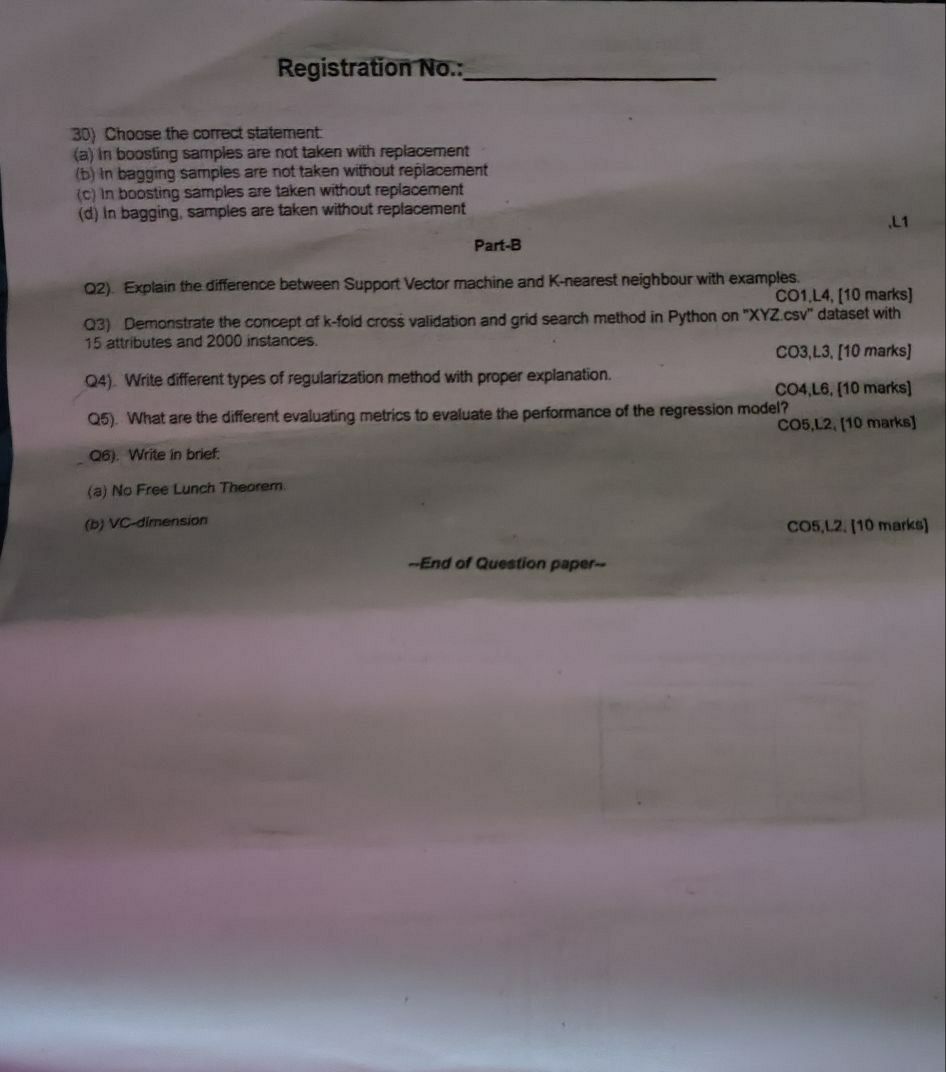 Registration No.:
30) Choose the correct statement:
(a) In boosting samples are not taken with replacement
(b) In bagging samples are not taken without replacement
(c) In boosting samples are taken without replacement
(d) In bagging, samples are taken without replacement
,L1
Part-B
Q2). Explain the difference between Support Vector machine and K-nearest neighbour with examples.
CO1,L4, [10 marks]
Q3) Demonstrate the concept of k-fold cross validation and grid search method in Python on "XYZ.csv" dataset with
15 attributes and 2000 instances.
CO3,L3, [10 marks]
Q4). Write different types of regularization method with proper explanation.
CO4,L6, [10 marks]
Q5). What are the different evaluating metrics to evaluate the performance of the regression model?
CO5,L2, [10 marks]
Q6). Write in brief:
(a) No Free Lunch Theorem.
(b) VC-dimension
CO5,L2, [10 marks]
--End of Question paper--